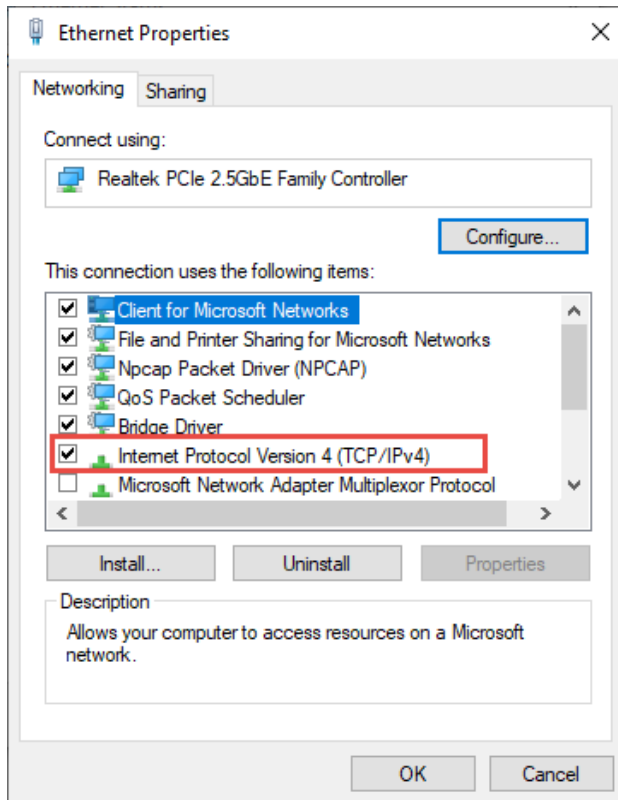 Ethernet Properties
Networking
Sharing
Connect using:
Realtek PCIe 2.5GbE Family Controller
Configure...
This connection uses the following items:
Client for Microsoft Networks
File and Printer Sharing for Microsoft Networks
Npcap Packet Driver (NPCAP)
QoS Packet Scheduler
Bridge Driver
Internet Protocol Version 4 (TCP/IPv4)
Microsoft Network Adapter Multiplexor Protocol
Install...
Uninstall
Properties
Description
Allows your computer to access resources on a Microsoft
network.
OK
Cancel